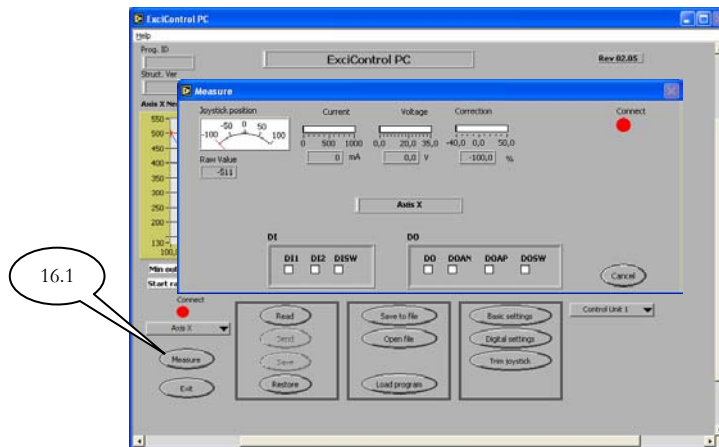 ExciControl PC
Help
Prog. ID
ExciControl PC
Rev 02.05
Struct. Ver
Measure
Axis X
Joystick position
Current
Voltage
Correction
Connect
-100 -50 0 50 100
0 500 1000
0,0 20,0 35,0
-40,0 0,0 50,0
0 mA
0,0 V
-100,0 %
Raw Value
-511
550
500
450
400
350
300
250
200
130
100,
Axis X
DI
DO
DI1 DI2 DISW
DO DOAN DOAP DOSW
Cancel
Min out
Start ra
16.1
Connect
Axis X
Measure
Exit
Read
Send
Save
Restore
Save to file
Open file
Load program
Basic settings
Digital settings
Trim joystick
Control Unit 1